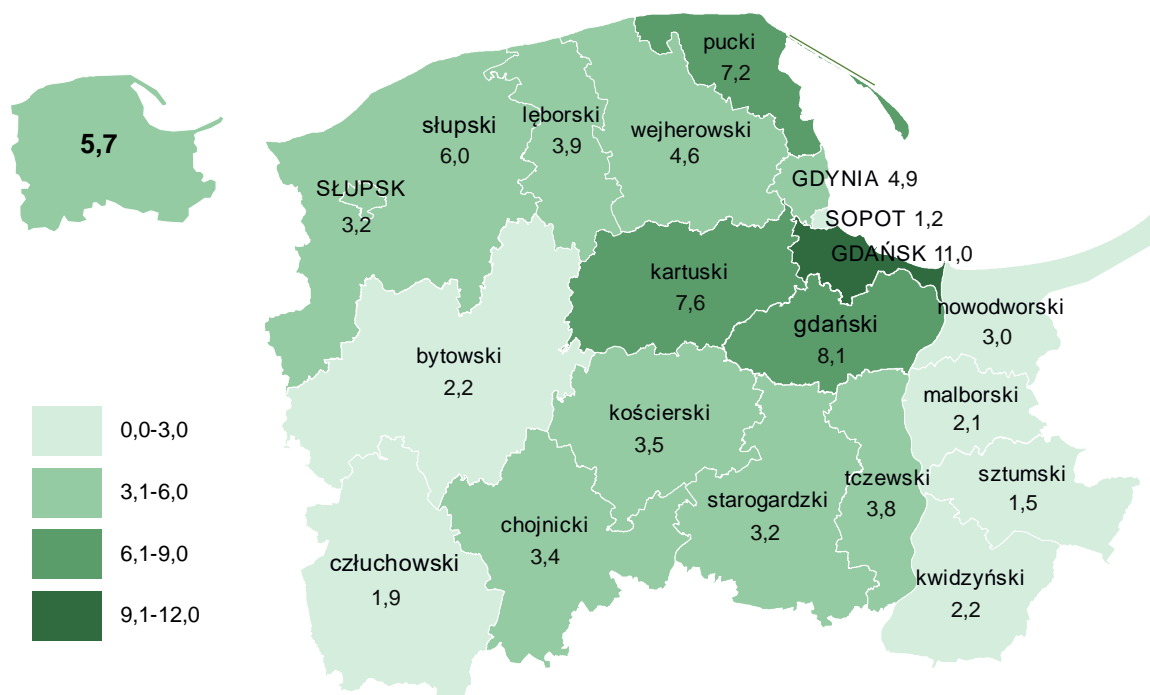 5,7
pucki
7,2
słupski
6,0
lęborski
3,9
wejherowski
4,6
GDYNIA 4,9
SŁUPSK
3,2
SOPOT 1,2
GDAŃSK 11,0
kartuski
7,6
nowodworski
3,0
gdański
8,1
bytowski
2,2
malborski
2,1
kościerski
3,5
sztumski
1,5
tczewski
3,8
starogardzki
3,2
chojnicki
3,4
człuchowski
1,9
kwidzyński
2,2
0,0-3,0
3,1-6,0
6,1-9,0
9,1-12,0